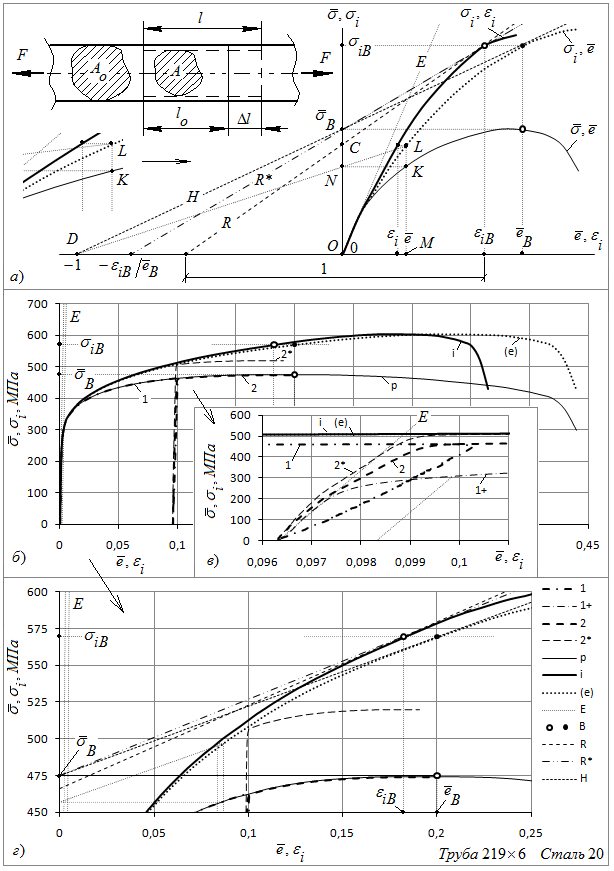 l
F
Aₒ
A
F
lₒ
Δl
L
K
а)
σ̄, σᵢ
σᵢ, εᵢ
σᵢB
E
σᵢ, ē
σ̄B
σ̄, ē
C
L
N
K
R*
H
R
D
O
0
−1
−εᵢB/ēB
εᵢ
ē
M
εᵢB
ēB
ē, εᵢ
1
700
600
500
400
300
200
100
0
E
σᵢB
σ̄B
σ̄, σᵢ, МПа
2*
1
2
p
i
(e)
0
0,05
0,1
0,45
ē, εᵢ
б)
600
500
400
300
200
100
0
σ̄, σᵢ, МПа
i
(e)
E
1
2*
2
1+
0,096
0,097
0,098
0,099
0,1
ē, εᵢ
в)
600
575
550
525
500
475
450
E
σᵢB
σ̄B
σ̄, σᵢ, МПа
εᵢB
ēB
0
0,05
0,1
0,15
0,2
0,25
ē, εᵢ
г)
1
1+
2
2*
p
i
(e)
E
B
R
R*
H
Труба 219×6 Сталь 20